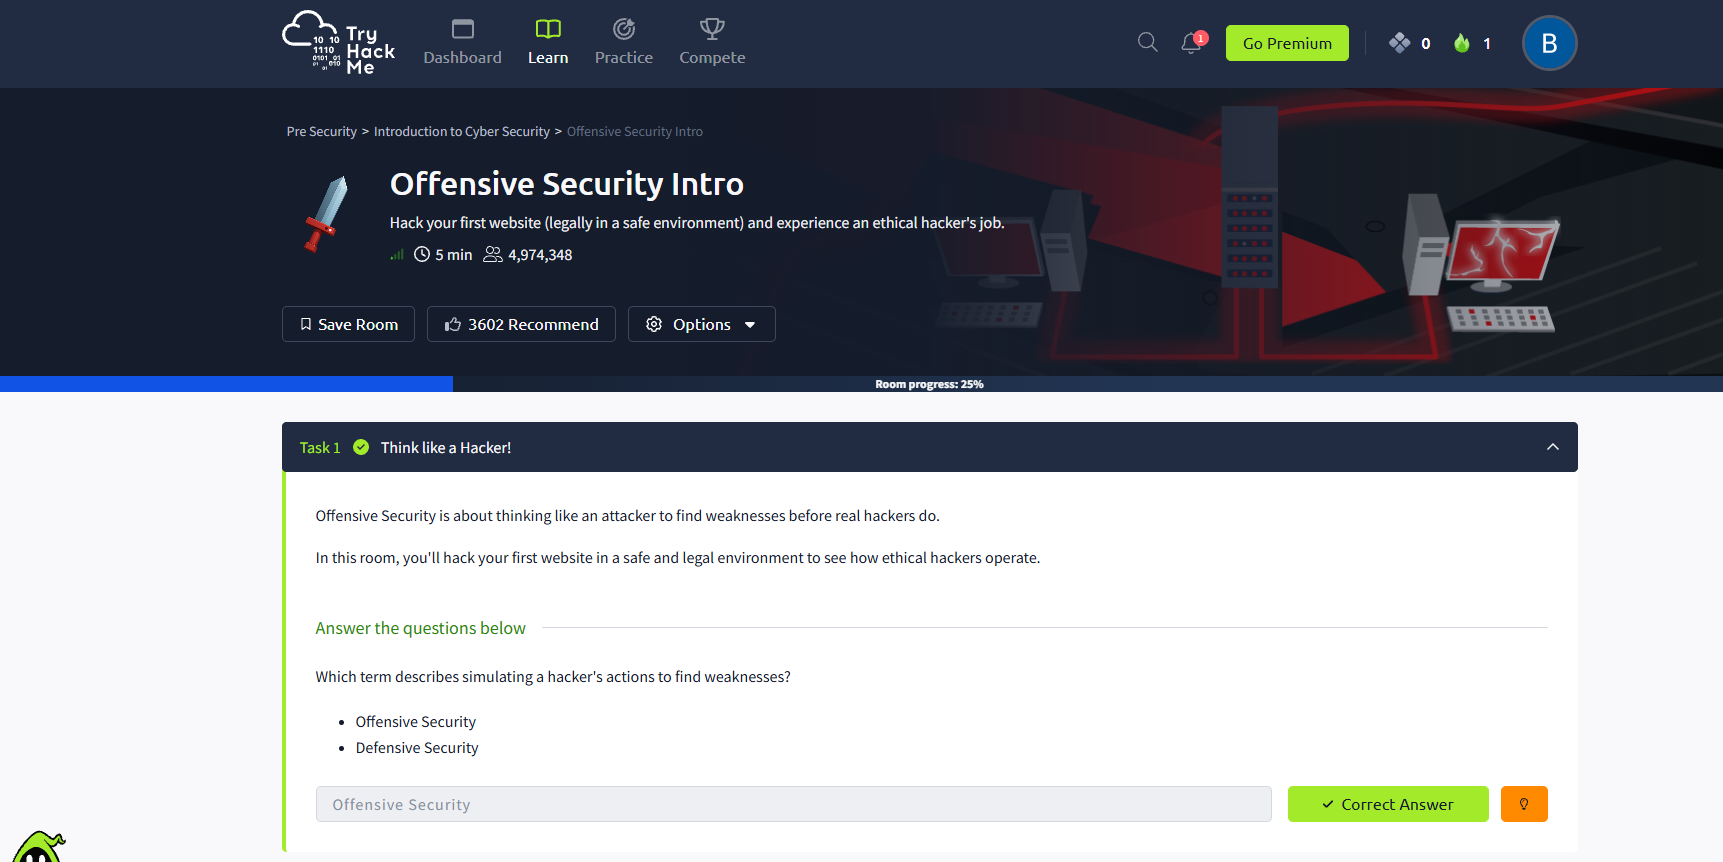 Try
Hack
Me
Dashboard
Learn
Practice
Compete
1
Go Premium
0
1
B
Pre Security > Introduction to Cyber Security > Offensive Security Intro
Offensive Security Intro
Hack your first website (legally in a safe environment) and experience an ethical hacker's job.
5 min 4,974,348
Save Room
3602 Recommend
Options
Room progress: 25%
Task 1 Think like a Hacker!
Offensive Security is about thinking like an attacker to find weaknesses before real hackers do.
In this room, you'll hack your first website in a safe and legal environment to see how ethical hackers operate.
Answer the questions below
Which term describes simulating a hacker's actions to find weaknesses?
• Offensive Security
• Defensive Security
Offensive Security
Correct Answer